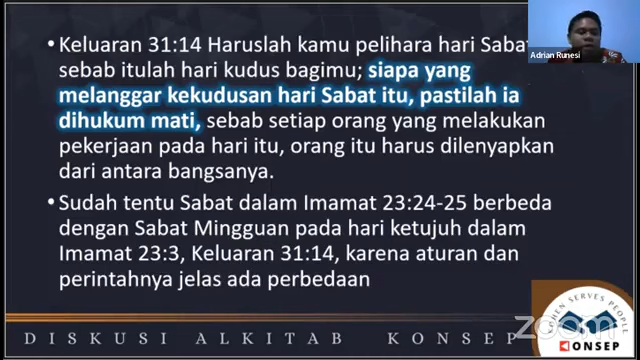 • Keluaran 31:14 Haruslah kamu pelihara hari Sabat
sebab itulah hari kudus bagimu; siapa yang
melanggar kekudusan hari Sabat itu, pastilah ia
dihukum mati, sebab setiap orang yang melakukan
pekerjaan pada hari itu, orang itu harus dilenyapkan
dari antara bangsanya.
• Sudah tentu Sabat dalam Imamat 23:24-25 berbeda
dengan Sabat Mingguan pada hari ketujuh dalam
Imamat 23:3, Keluaran 31:14, karena aturan dan
perintahnya jelas ada perbedaan
Adrian Runesi
DISKUSI ALKITAB KONSEP
SERVES PEOPLE
zoom
KONSEP